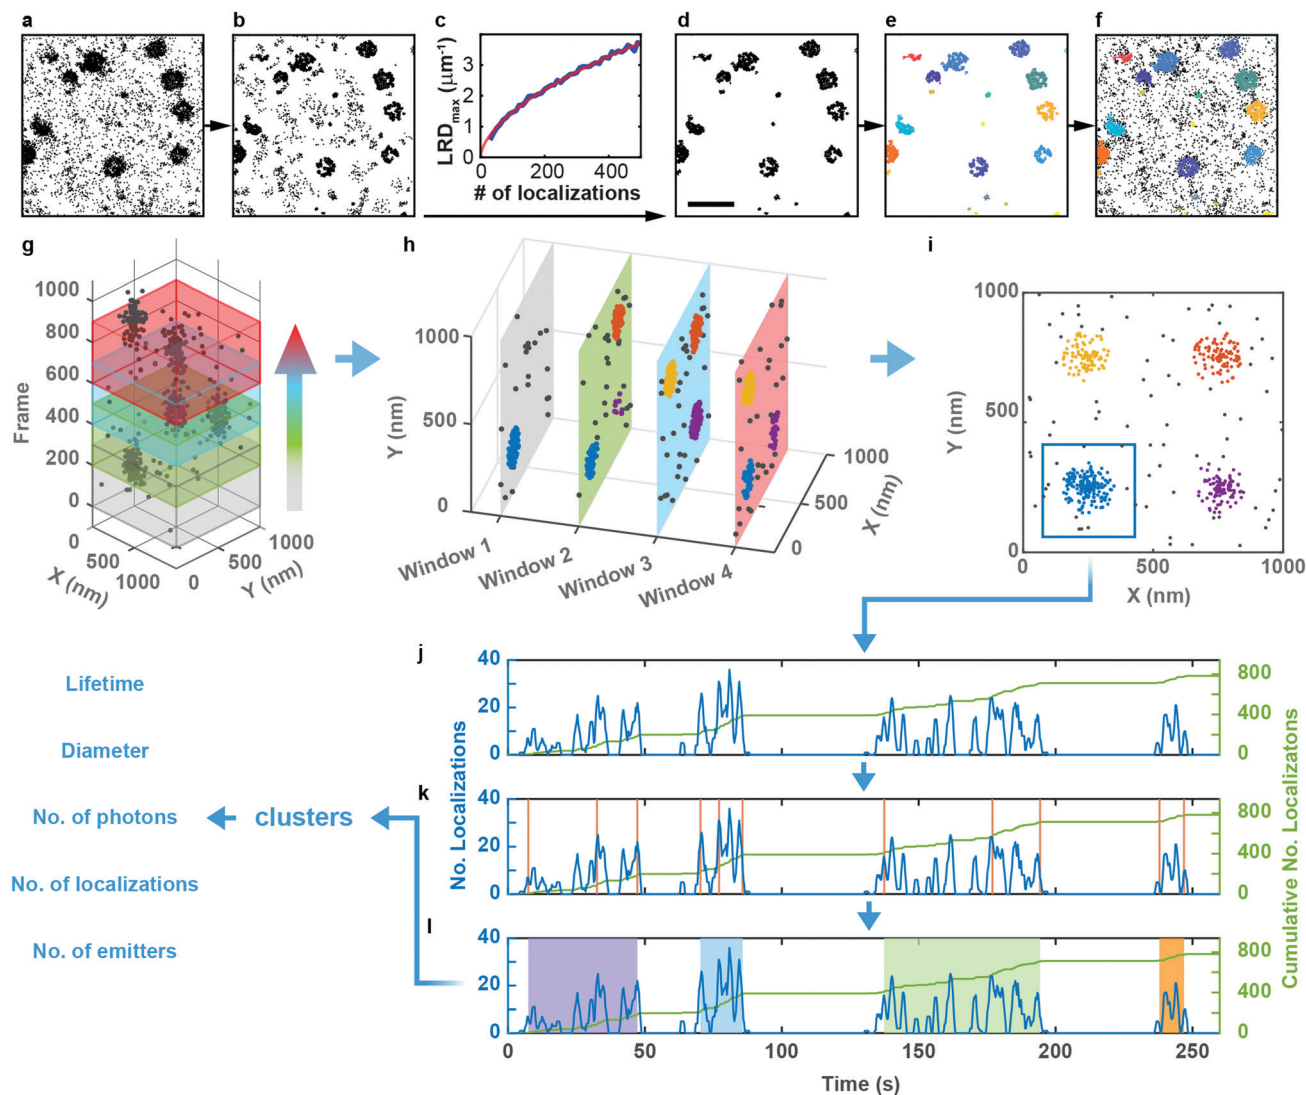 a
b
c
d
e
f
LRDmax (μm-1)
3
2
1
0
0 200 400
# of localizations
g
h
i
1000
800
600
400
200
0
Frame
0
500
1000
X (nm)
0
500
1000
Y (nm)
1000
500
0
Y (nm)
Window 1
Window 2
Window 3
Window 4
0
500
1000
X (nm)
1000
500
0
Y (nm)
0 500 1000
X (nm)
Lifetime
Diameter
No. of photons
No. of localizations
No. of emitters
clusters
j
40
20
0
800
400
0
k
40
20
0
800
400
0
l
40
20
0
800
400
0
No. Localizations
Cumulative No. Localizatons
0 50 100 150 200 250
Time (s)